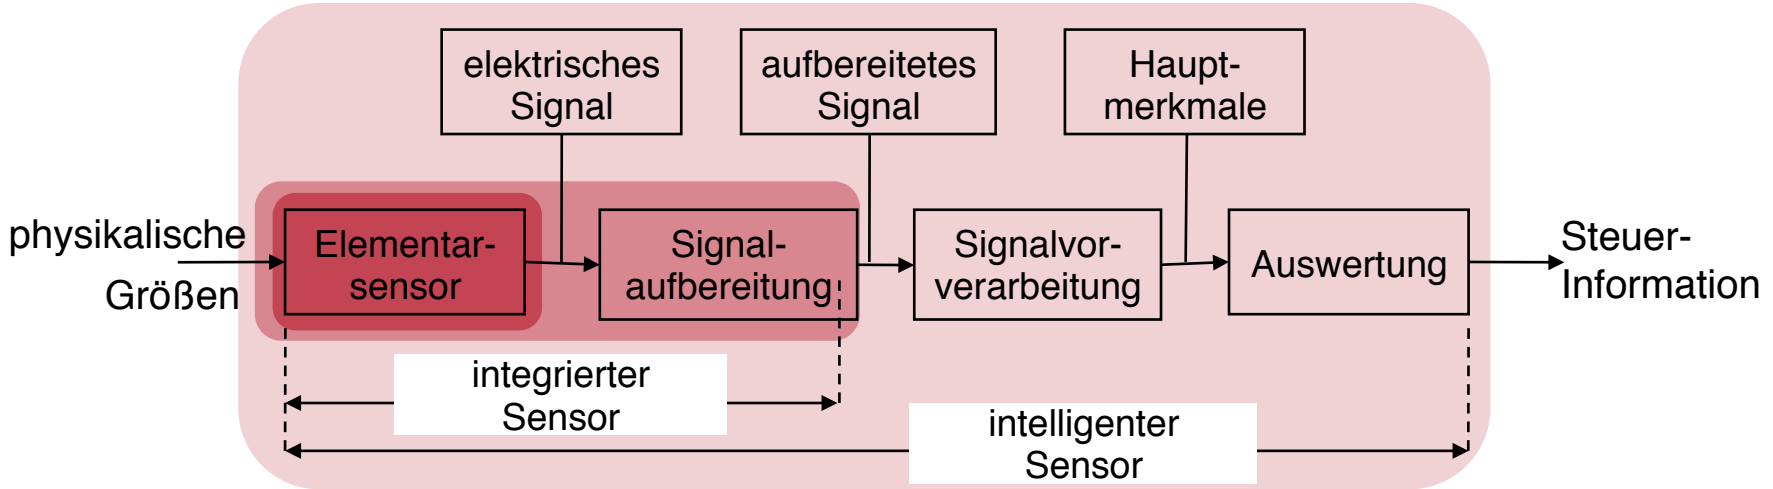 elektrisches
Signal
aufbereitetes
Signal
Haupt-
merkmale
physikalische
Größen
Elementar-
sensor
Signal-
aufbereitung
Signalvor-
verarbeitung
Auswertung
Steuer-
Information
integrierter
Sensor
intelligenter
Sensor